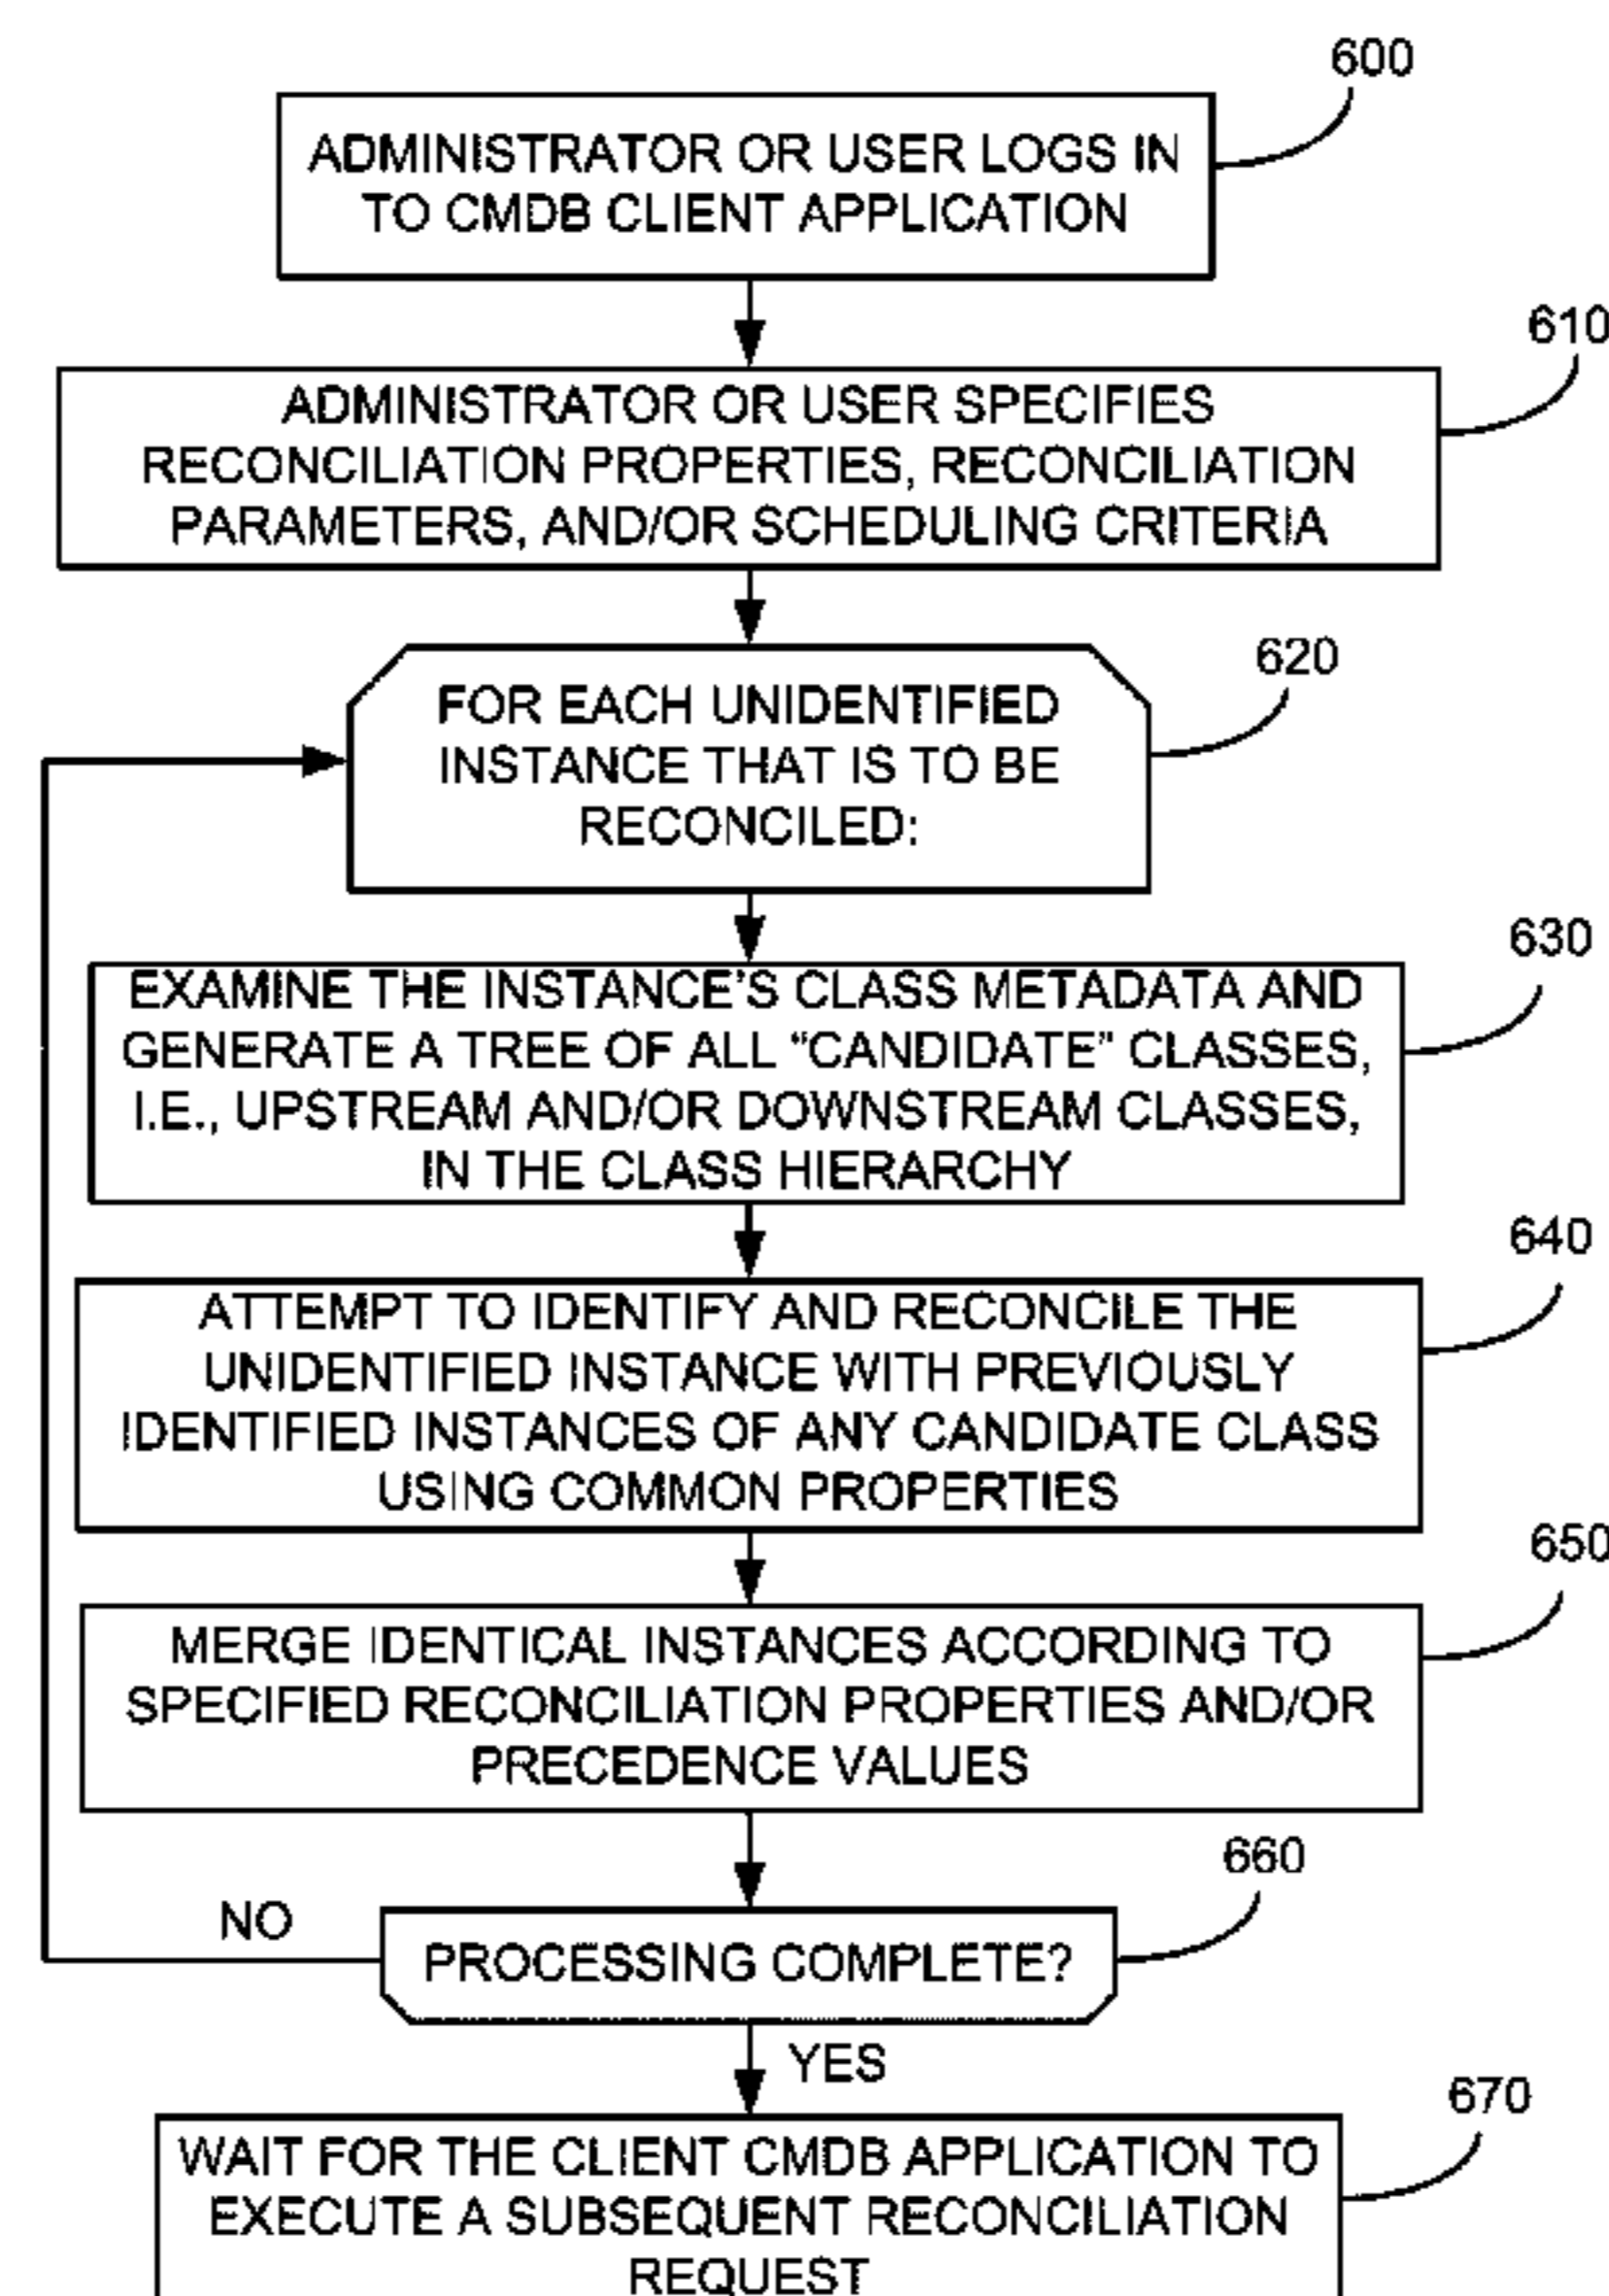 600
ADMINISTRATOR OR USER LOGS IN
TO CMDB CLIENT APPLICATION
610
ADMINISTRATOR OR USER SPECIFIES
RECONCILIATION PROPERTIES, RECONCILIATION
PARAMETERS, AND/OR SCHEDULING CRITERIA
620
FOR EACH UNIDENTIFIED
INSTANCE THAT IS TO BE
RECONCILED:
630
EXAMINE THE INSTANCE'S CLASS METADATA AND
GENERATE A TREE OF ALL “CANDIDATE” CLASSES,
I.E., UPSTREAM AND/OR DOWNSTREAM CLASSES,
IN THE CLASS HIERARCHY
640
ATTEMPT TO IDENTIFY AND RECONCILE THE
UNIDENTIFIED INSTANCE WITH PREVIOUSLY
IDENTIFIED INSTANCES OF ANY CANDIDATE CLASS
USING COMMON PROPERTIES
650
MERGE IDENTICAL INSTANCES ACCORDING TO
SPECIFIED RECONCILIATION PROPERTIES AND/OR
PRECEDENCE VALUES
660
NO
PROCESSING COMPLETE?
YES
670
WAIT FOR THE CLIENT CMDB APPLICATION TO
EXECUTE A SUBSEQUENT RECONCILIATION
REQUEST